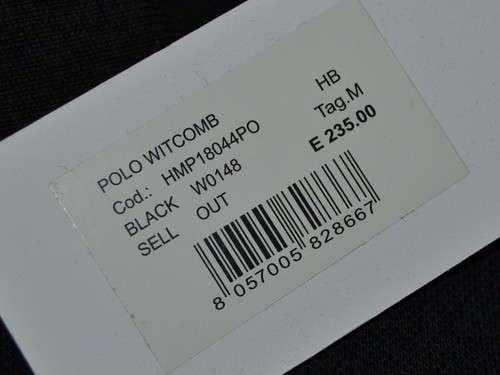 POLO WITCOMB HB
Cod.: HMP18044PO Tag.M
BLACK W0148 E 235.00
SELL OUT
8 057005 828667